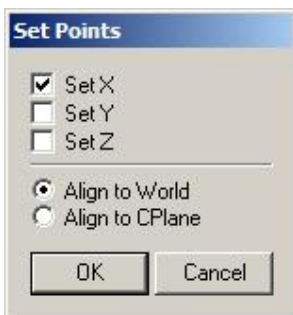 Set Points
Set X
Set Y
Set Z
Align to World
Align to CPlane
OK Cancel